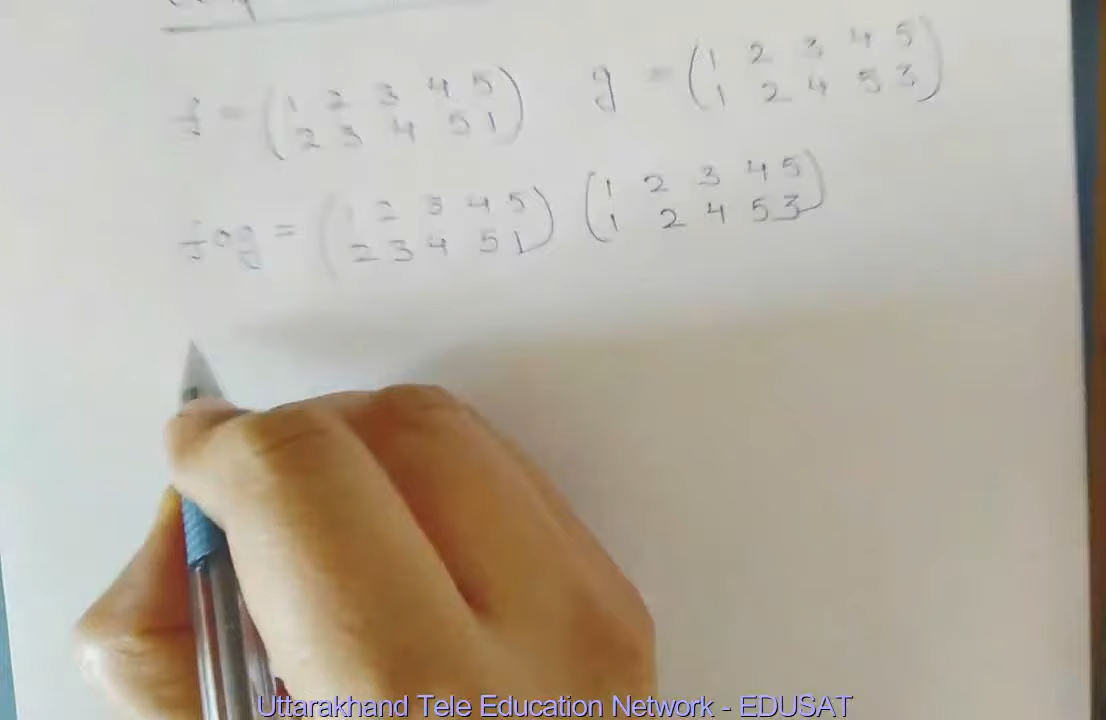 f = ( 1 2 3 4 5 ) g = ( 1 2 3 4 5 )
2 3 4 5 1 1 2 4 5 3
fog = ( 1 2 3 4 5 ) ( 1 2 3 4 5 )
2 3 4 5 1 1 2 4 5 3
Uttarakhand Tele Education Network - EDUSAT